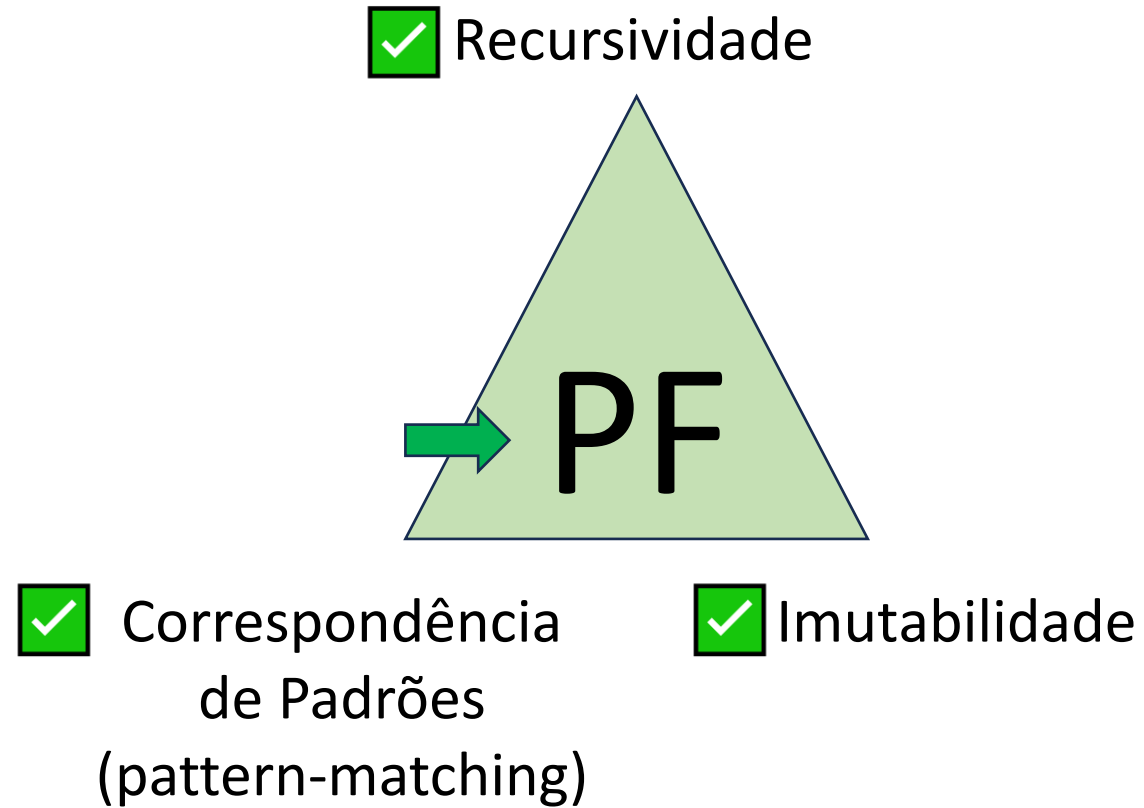 Recursividade
PF
Correspondência
de Padrões
(pattern-matching)
Imutabilidade